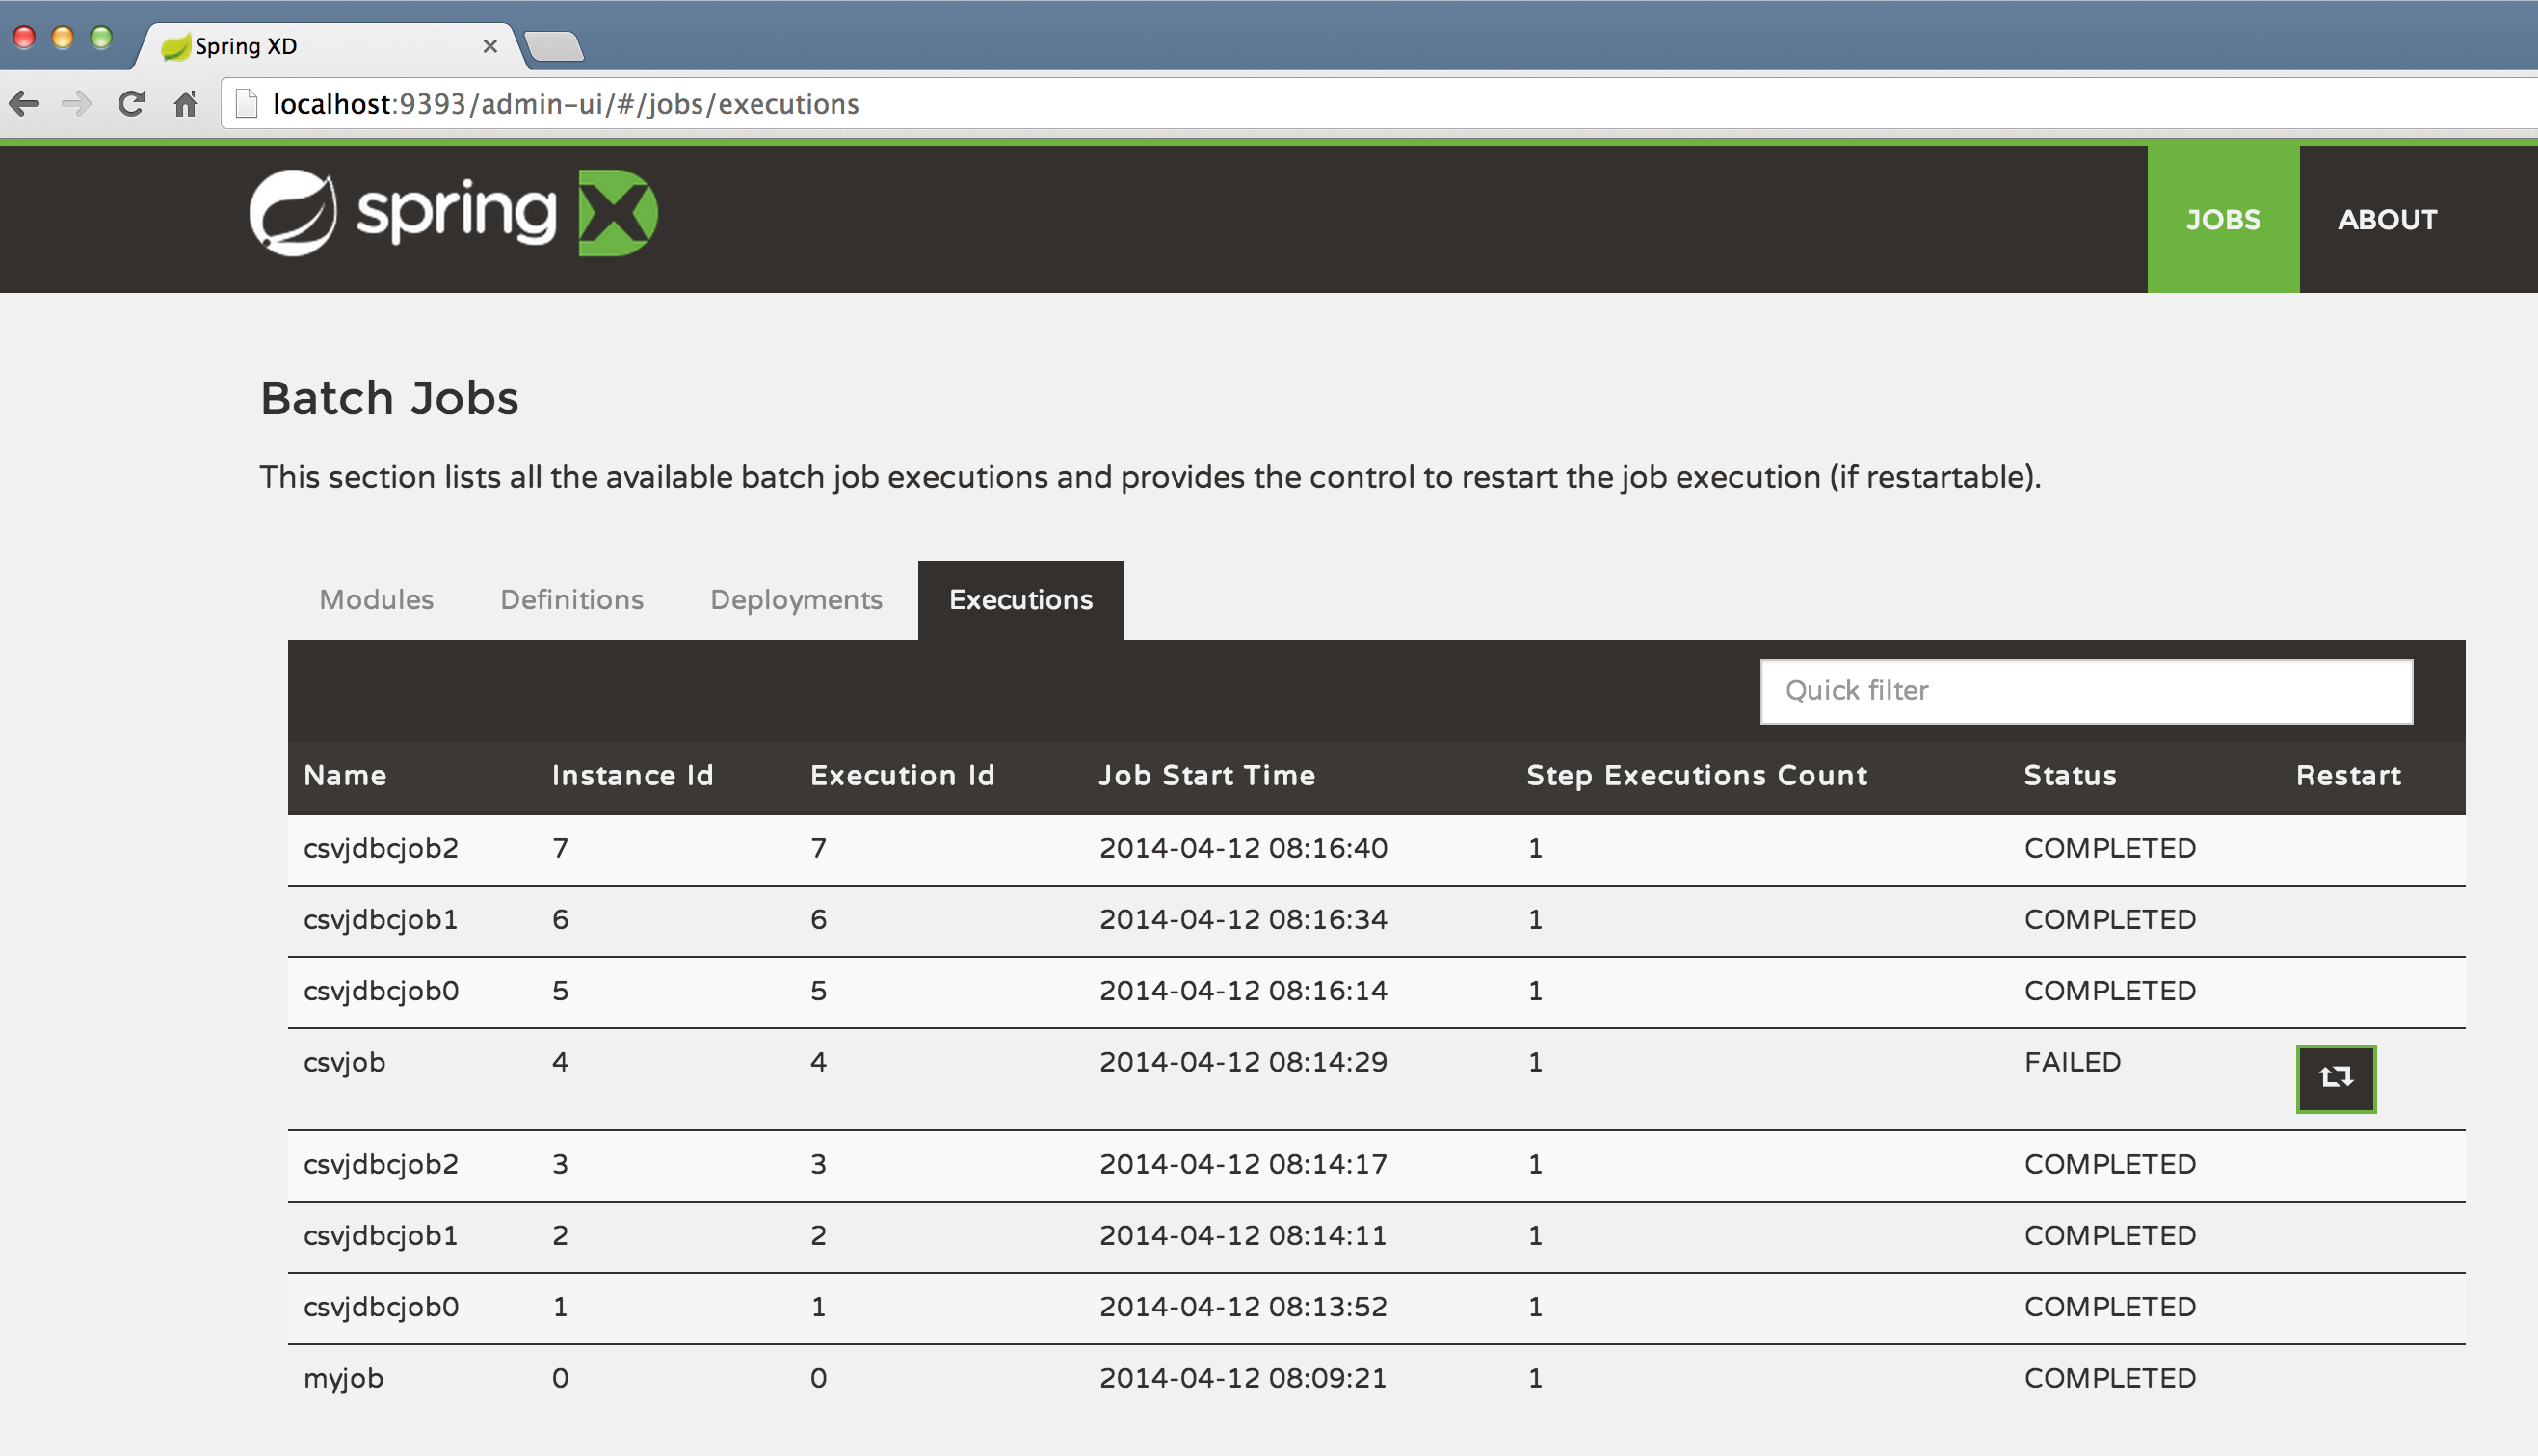 Spring XD
localhost:9393/admin-ui/#/jobs/executions
spring XD
JOBS
ABOUT
Batch Jobs
This section lists all the available batch job executions and provides the control to restart the job execution (if restartable).
Modules Definitions Deployments Executions
Quick filter
Name Instance Id Execution Id Job Start Time Step Executions Count Status Restart
csvjdbcjob2 7 7 2014-04-12 08:16:40 1 COMPLETED
csvjdbcjob1 6 6 2014-04-12 08:16:34 1 COMPLETED
csvjdbcjob0 5 5 2014-04-12 08:16:14 1 COMPLETED
csvjob 4 4 2014-04-12 08:14:29 1 FAILED
csvjdbcjob2 3 3 2014-04-12 08:14:17 1 COMPLETED
csvjdbcjob1 2 2 2014-04-12 08:14:11 1 COMPLETED
csvjdbcjob0 1 1 2014-04-12 08:13:52 1 COMPLETED
myjob 0 0 2014-04-12 08:09:21 1 COMPLETED